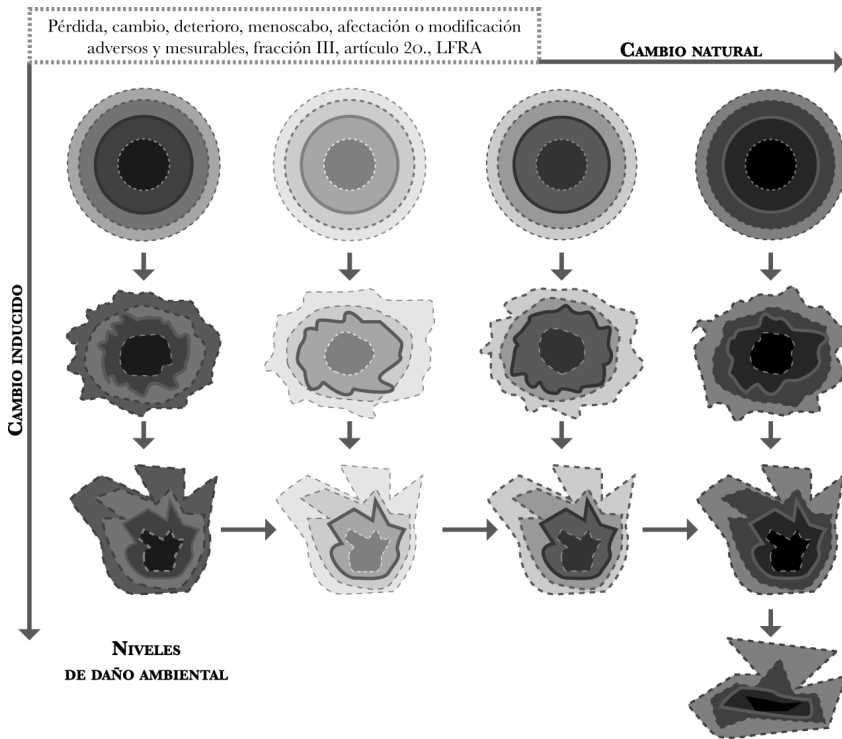 Pérdida, cambio, deterioro, menoscabo, afectación o modificación
adversos y mesurables, fracción III, artículo 2o., LFRA
CAMBIO NATURAL
CAMBIO INDUCIDO
NIVELES
DE DAÑO AMBIENTAL